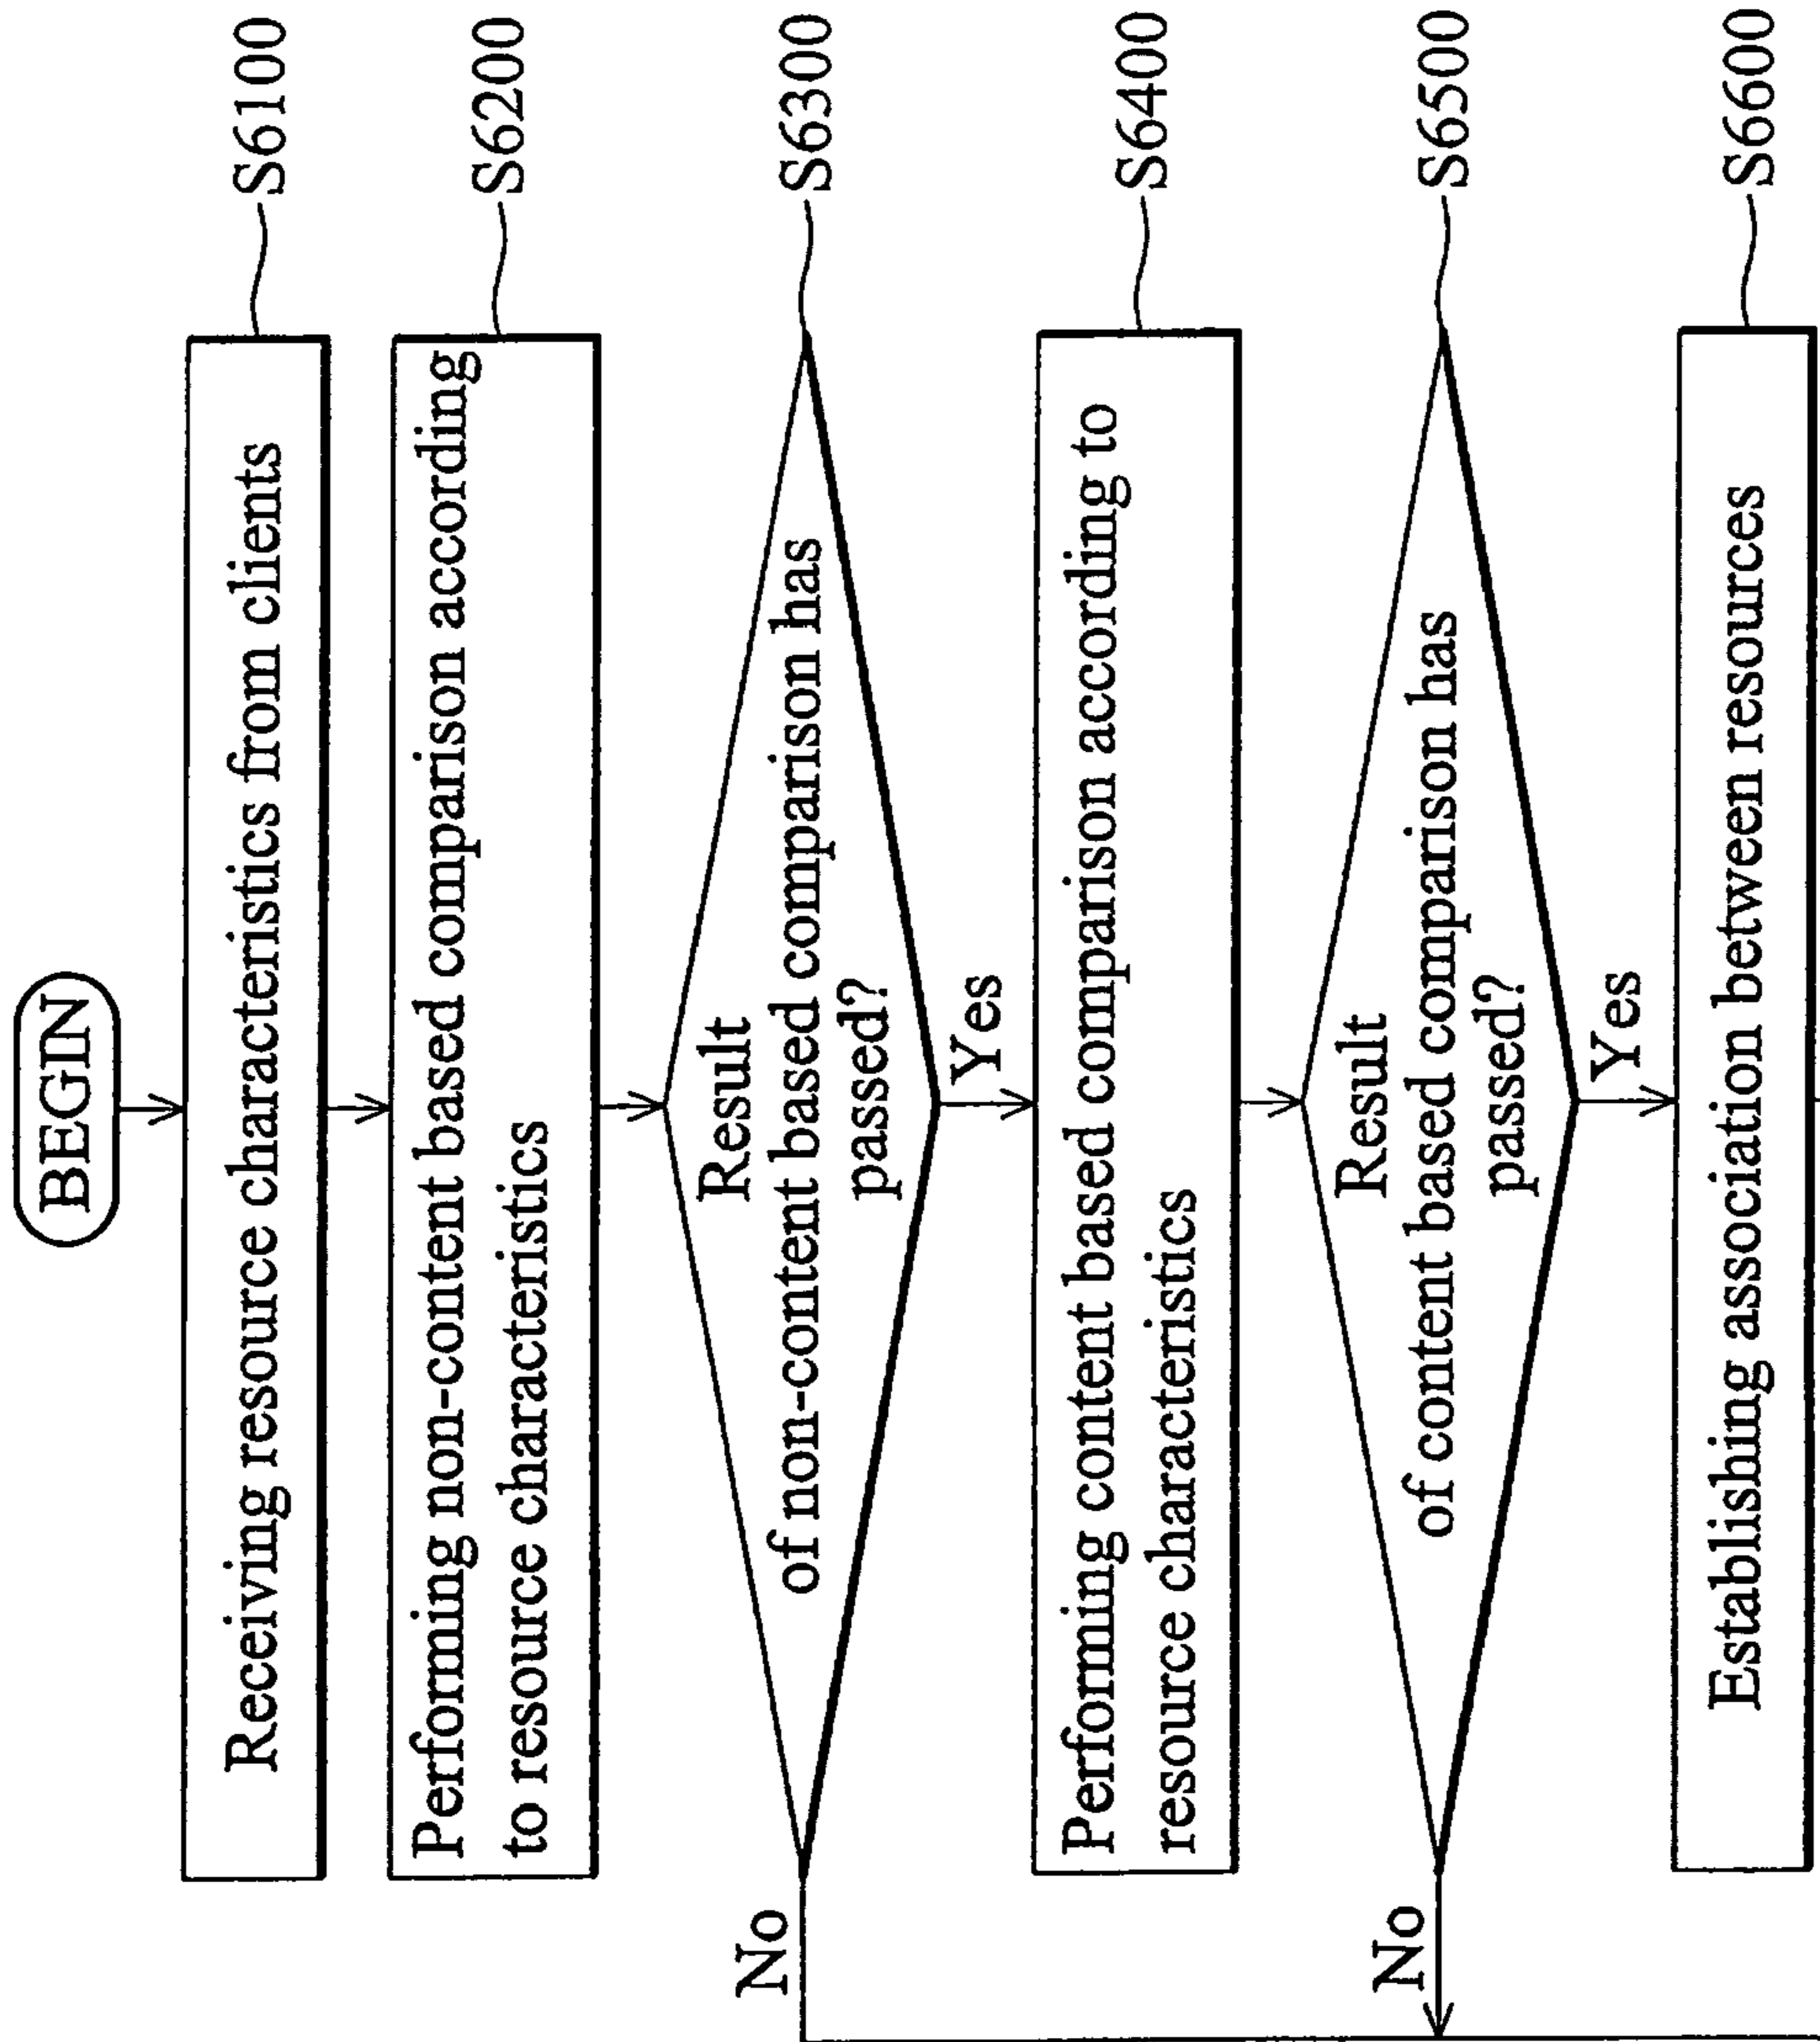 BEGIN
Receiving resource characteristics from clients
S6100
Performing non-content based comparison according
to resource characteristics
S6200
Result
of non-content based comparison has
passed?
S6300
No
Yes
Performing content based comparison according to
resource characteristics
S6400
Result
of content based comparison has
passed?
S6500
No
Yes
Establishing association between resources
S6600